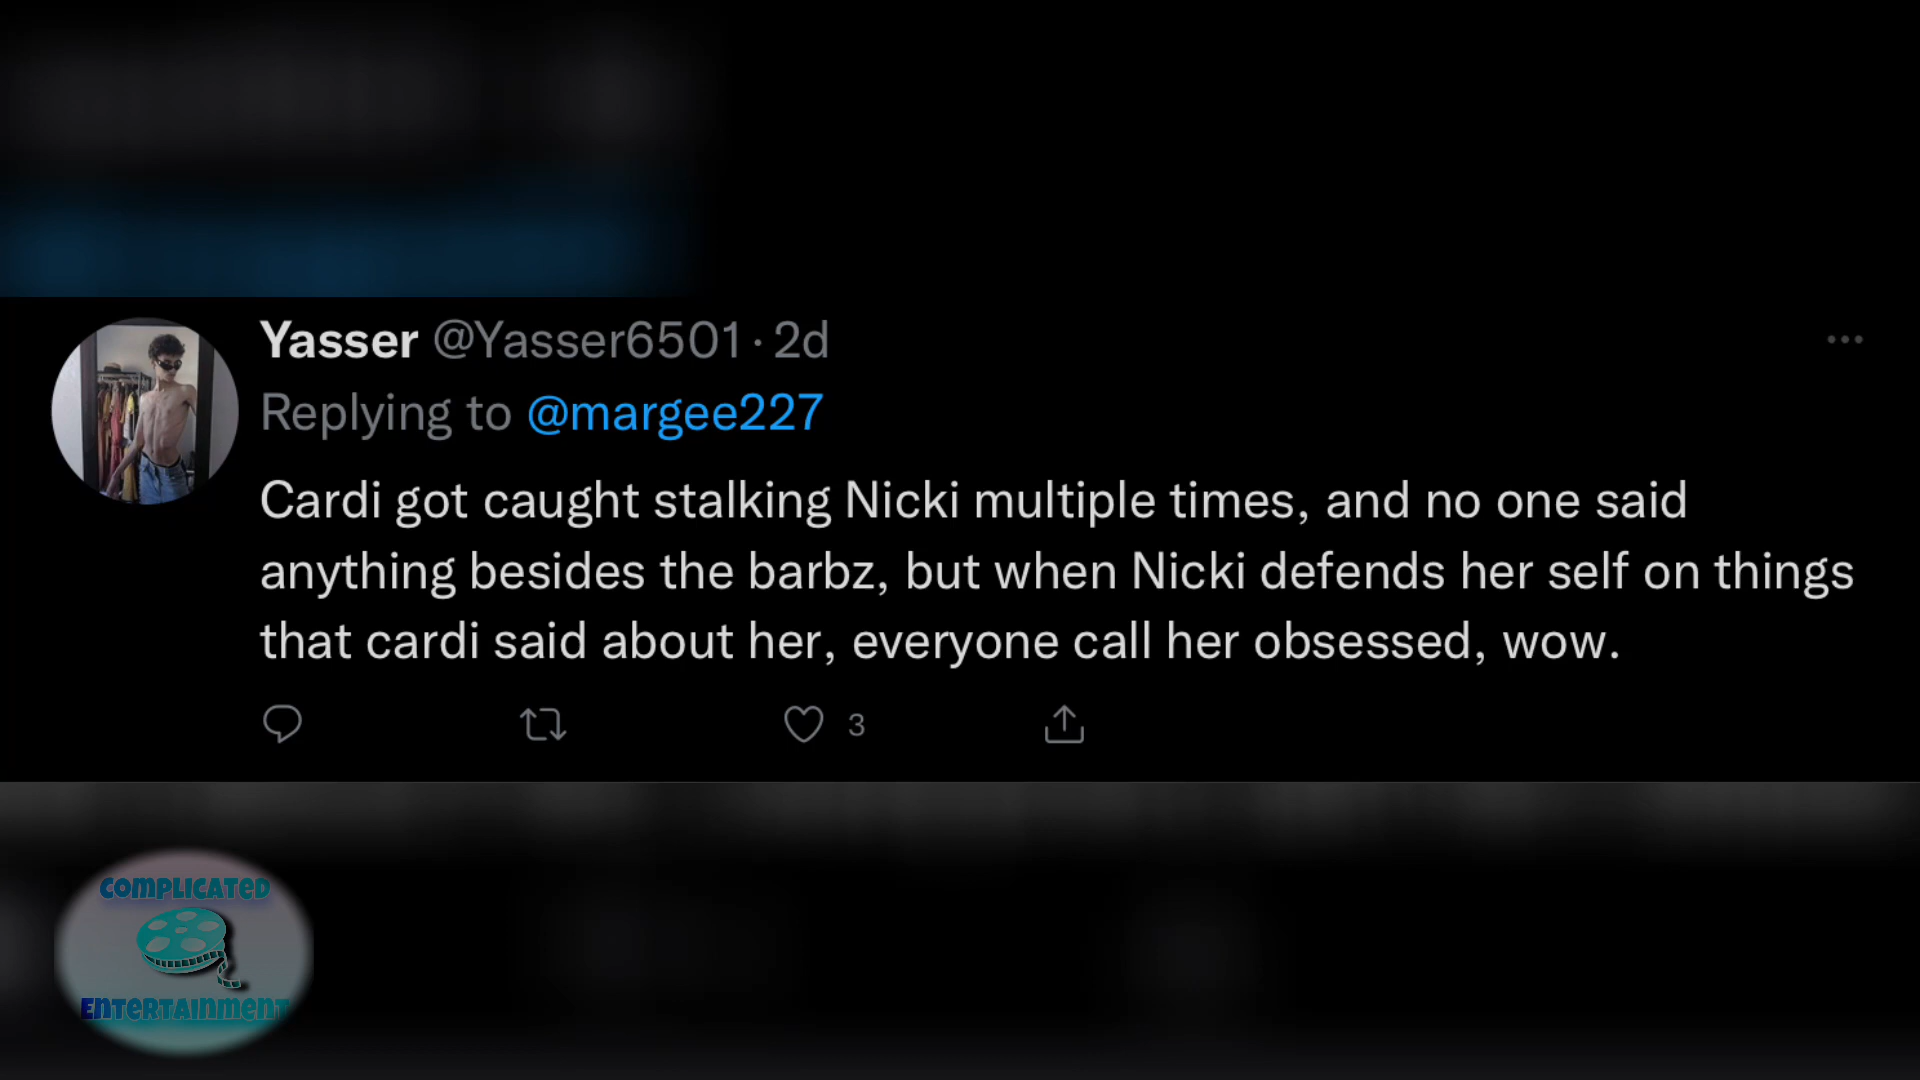 Yasser @Yasser6501 · 2d
Replying to @margee227
Cardi got caught stalking Nicki multiple times, and no one said
anything besides the barbz, but when Nicki defends her self on things
that cardi said about her, everyone call her obsessed, wow.
3
COMPLICATED
ENTERTAINMENT